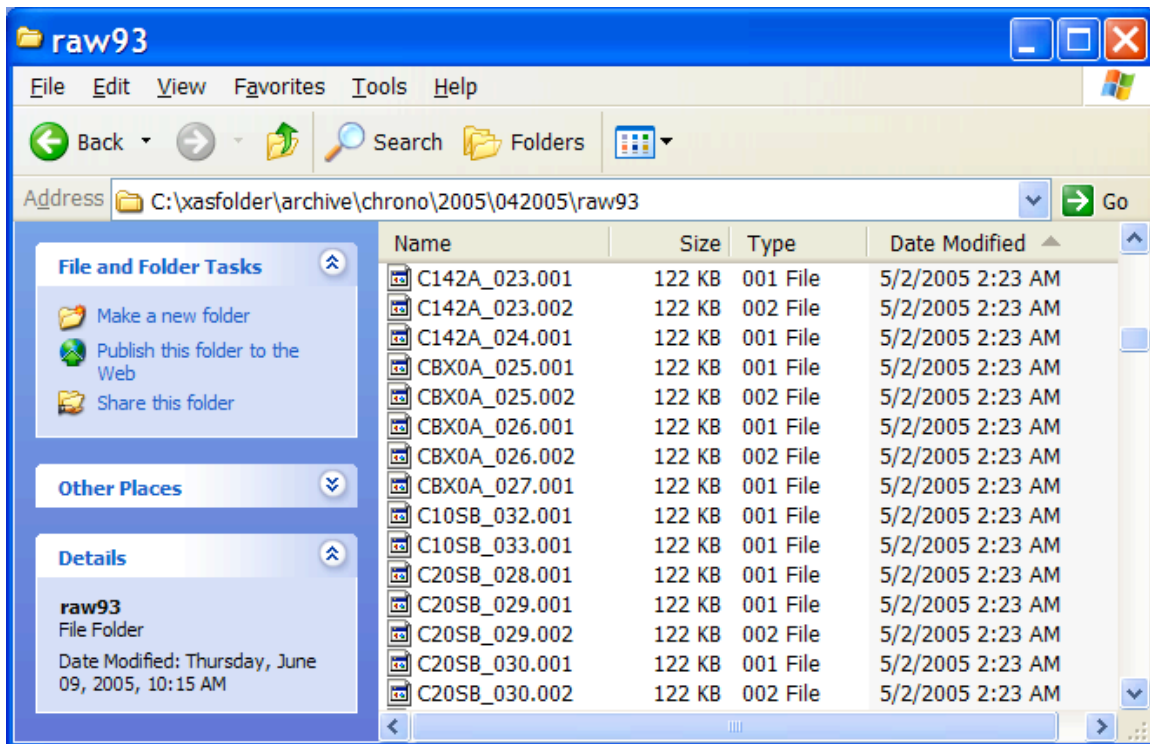 raw93
File Edit View Favorites Tools Help
Back Search Folders
Address C:\xasfolder\archive\chrono\2005\042005\raw93 Go
File and Folder Tasks
Make a new folder
Publish this folder to the
Web
Share this folder
Other Places
Details
raw93
File Folder
Date Modified: Thursday, June
09, 2005, 10:15 AM
Name Size Type Date Modified
C142A_023.001 122 KB 001 File 5/2/2005 2:23 AM
C142A_023.002 122 KB 002 File 5/2/2005 2:23 AM
C142A_024.001 122 KB 001 File 5/2/2005 2:23 AM
CBX0A_025.001 122 KB 001 File 5/2/2005 2:23 AM
CBX0A_025.002 122 KB 002 File 5/2/2005 2:23 AM
CBX0A_026.001 122 KB 001 File 5/2/2005 2:23 AM
CBX0A_026.002 122 KB 002 File 5/2/2005 2:23 AM
CBX0A_027.001 122 KB 001 File 5/2/2005 2:23 AM
C10SB_032.001 122 KB 001 File 5/2/2005 2:23 AM
C10SB_033.001 122 KB 001 File 5/2/2005 2:23 AM
C20SB_028.001 122 KB 001 File 5/2/2005 2:23 AM
C20SB_029.001 122 KB 001 File 5/2/2005 2:23 AM
C20SB_029.002 122 KB 002 File 5/2/2005 2:23 AM
C20SB_030.001 122 KB 001 File 5/2/2005 2:23 AM
C20SB_030.002 122 KB 002 File 5/2/2005 2:23 AM